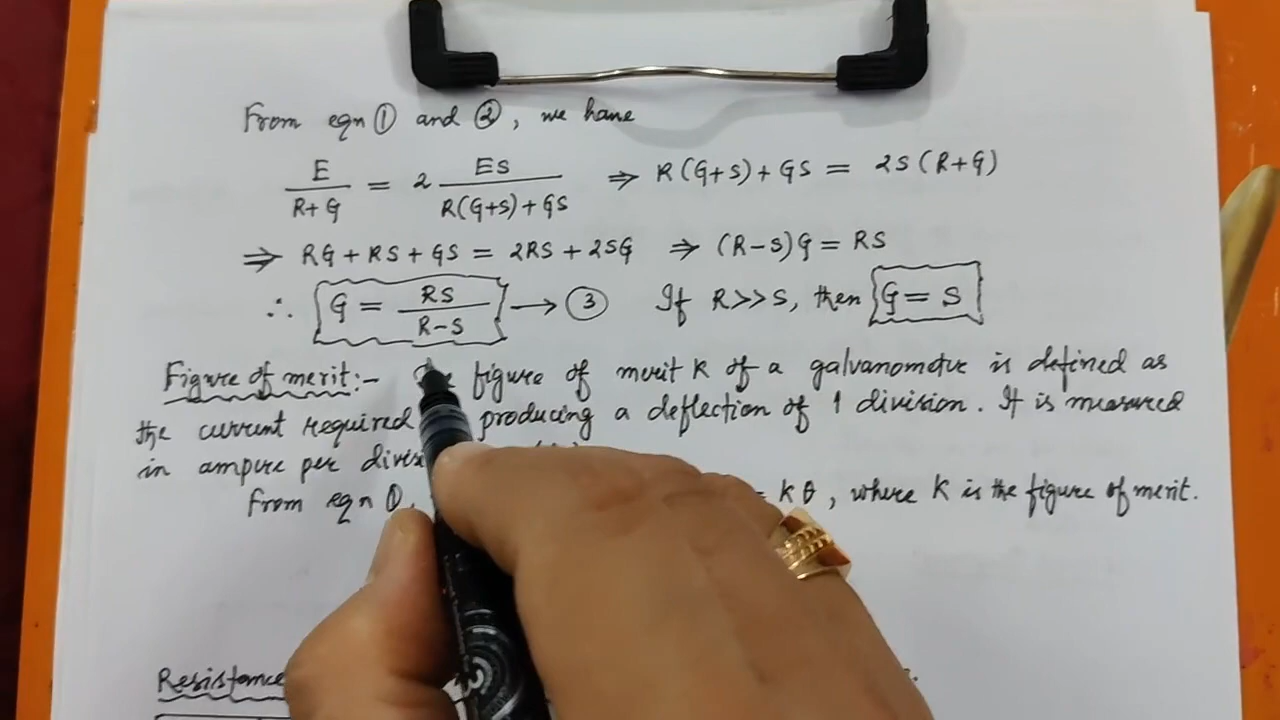 From eqn ① and ②, we have
E/(R+G) = 2 ES/(R(G+S)+GS) ⇒ R(G+S)+GS = 2S(R+G)
⇒ RG+RS+GS = 2RS+2SG ⇒ (R-S)G = RS
∴ G = RS/(R-S) → ③ If R>>S, then G = S
Figure of merit:- figure of merit K of a galvanometer is defined as
the current required producing a deflection of 1 division. It is measured
in ampere per
From eqn ①, = Kθ, where K is the figure of merit.
Resistance